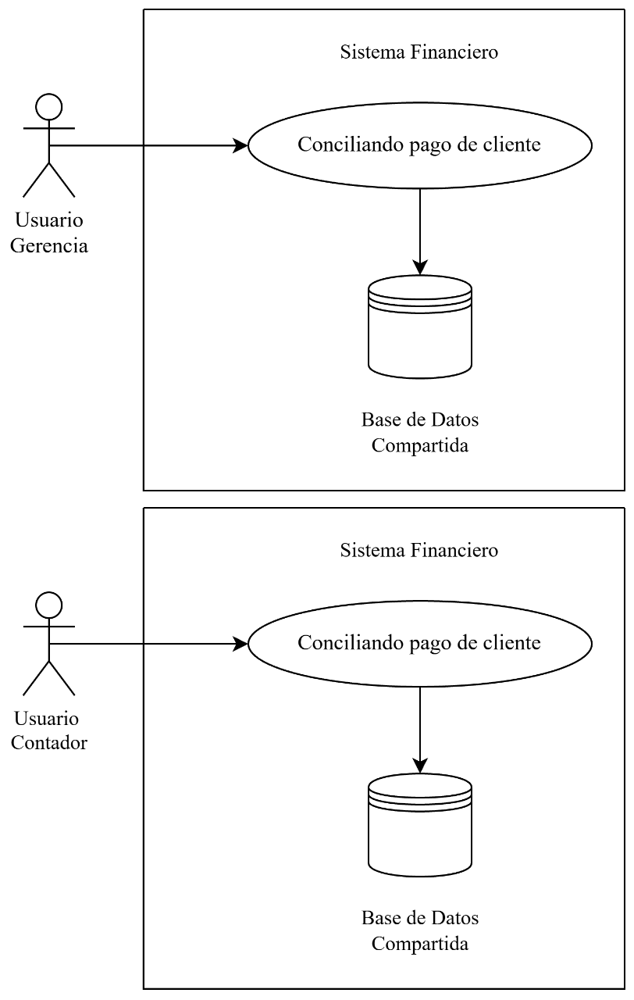 Sistema Financiero
Conciliando pago de cliente
Usuario
Gerencia
Base de Datos
Compartida
Sistema Financiero
Conciliando pago de cliente
Usuario
Contador
Base de Datos
Compartida